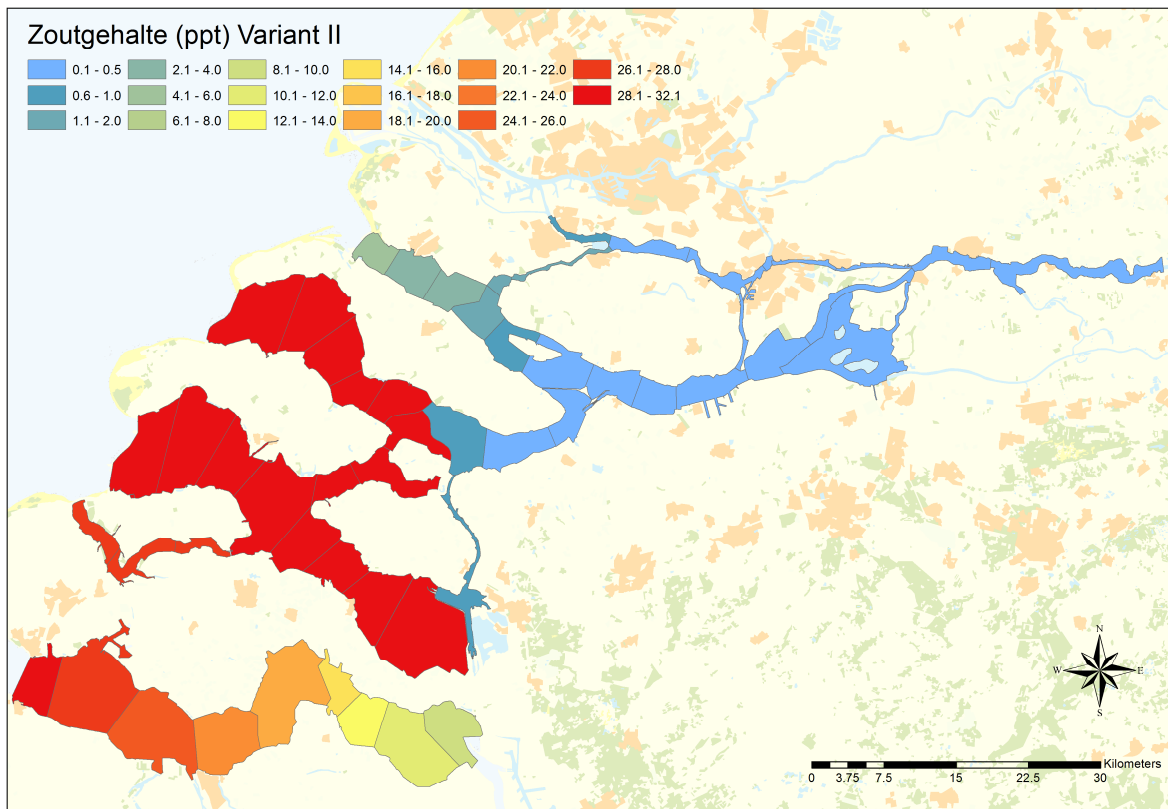 Zoutgehalte (ppt) Variant II
0.1 - 0.5 2.1 - 4.0 8.1 - 10.0 14.1 - 16.0 20.1 - 22.0 26.1 - 28.0
0.6 - 1.0 4.1 - 6.0 10.1 - 12.0 16.1 - 18.0 22.1 - 24.0 28.1 - 32.1
1.1 - 2.0 6.1 - 8.0 12.1 - 14.0 18.1 - 20.0 24.1 - 26.0
N
W E
S
Kilometers
0 3.75 7.5 15 22.5 30